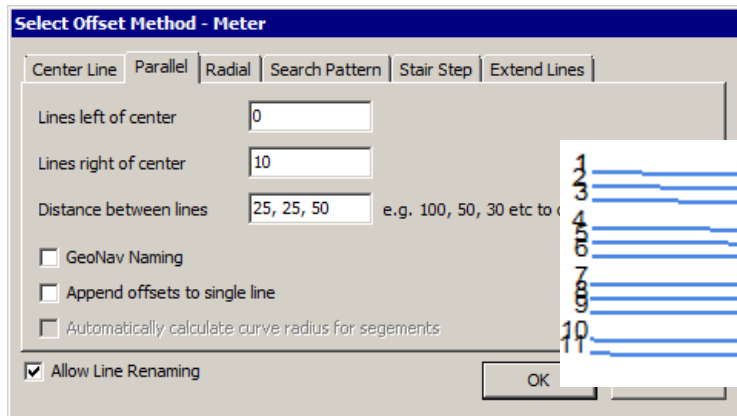 Select Offset Method - Meter
Center Line Parallel Radial Search Pattern Stair Step Extend Lines
Lines left of center 0
Lines right of center 10
Distance between lines 25, 25, 50 e.g. 100, 50, 30 etc to
GeoNav Naming
Append offsets to single line
Automatically calculate curve radius for segements
Allow Line Renaming
OK
1
2
3
4
5
6
7
8
9
10
11